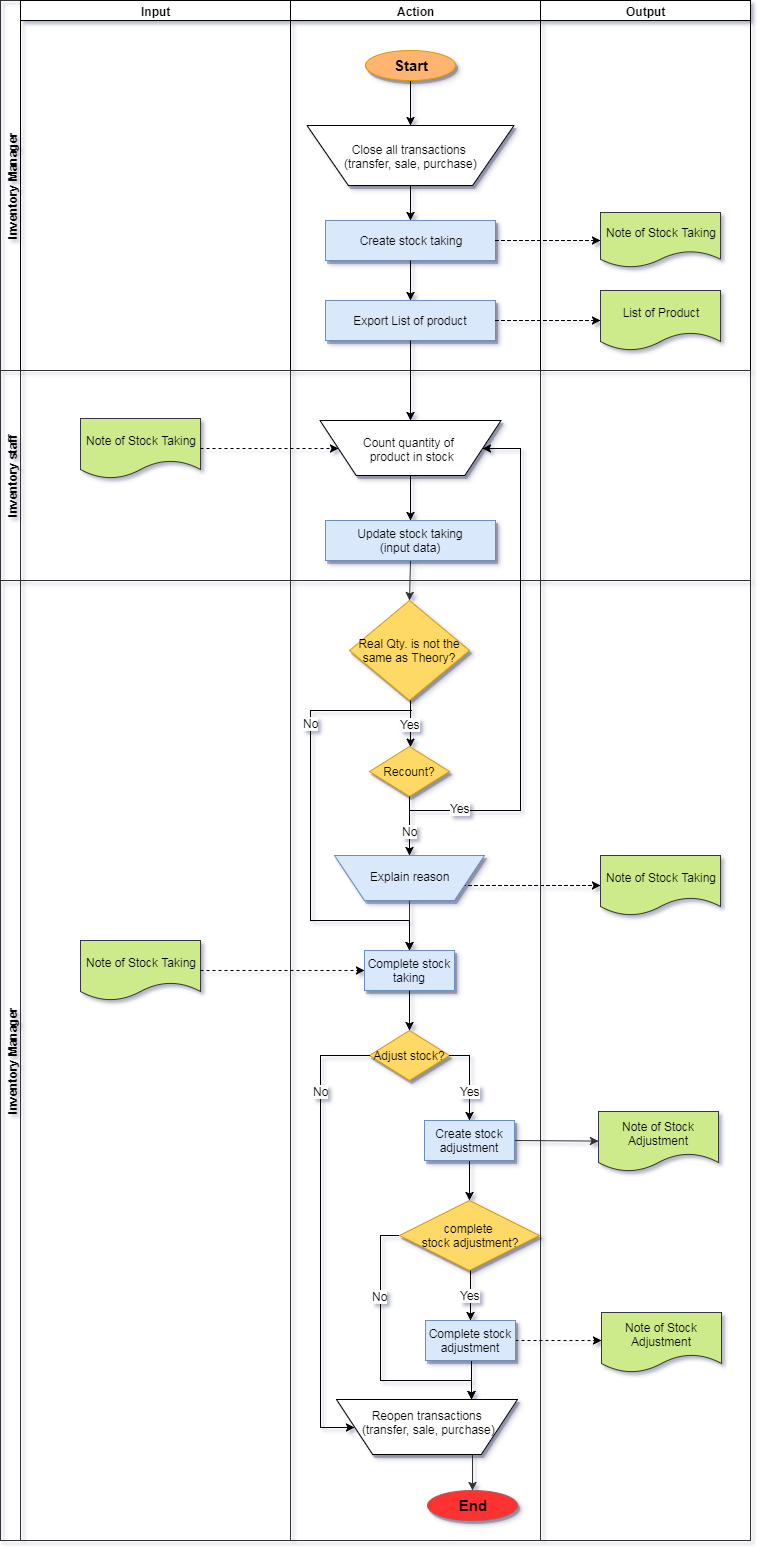 Input
Action
Output
Inventory Manager
Start
Close all transactions
(transfer, sale, purchase)
Create stock taking
Note of Stock Taking
Export List of product
List of Product
Inventory staff
Note of Stock Taking
Count quantity of
product in stock
Update stock taking
(input data)
Inventory Manager
Real Qty. is not the
same as Theory?
No
Yes
Recount?
Yes
No
Explain reason
Note of Stock Taking
Note of Stock Taking
Complete stock
taking
Adjust stock?
No
Yes
Create stock
adjustment
Note of Stock
Adjustment
complete
stock adjustment?
No
Yes
Complete stock
adjustment
Note of Stock
Adjustment
Reopen transactions
(transfer, sale, purchase)
End